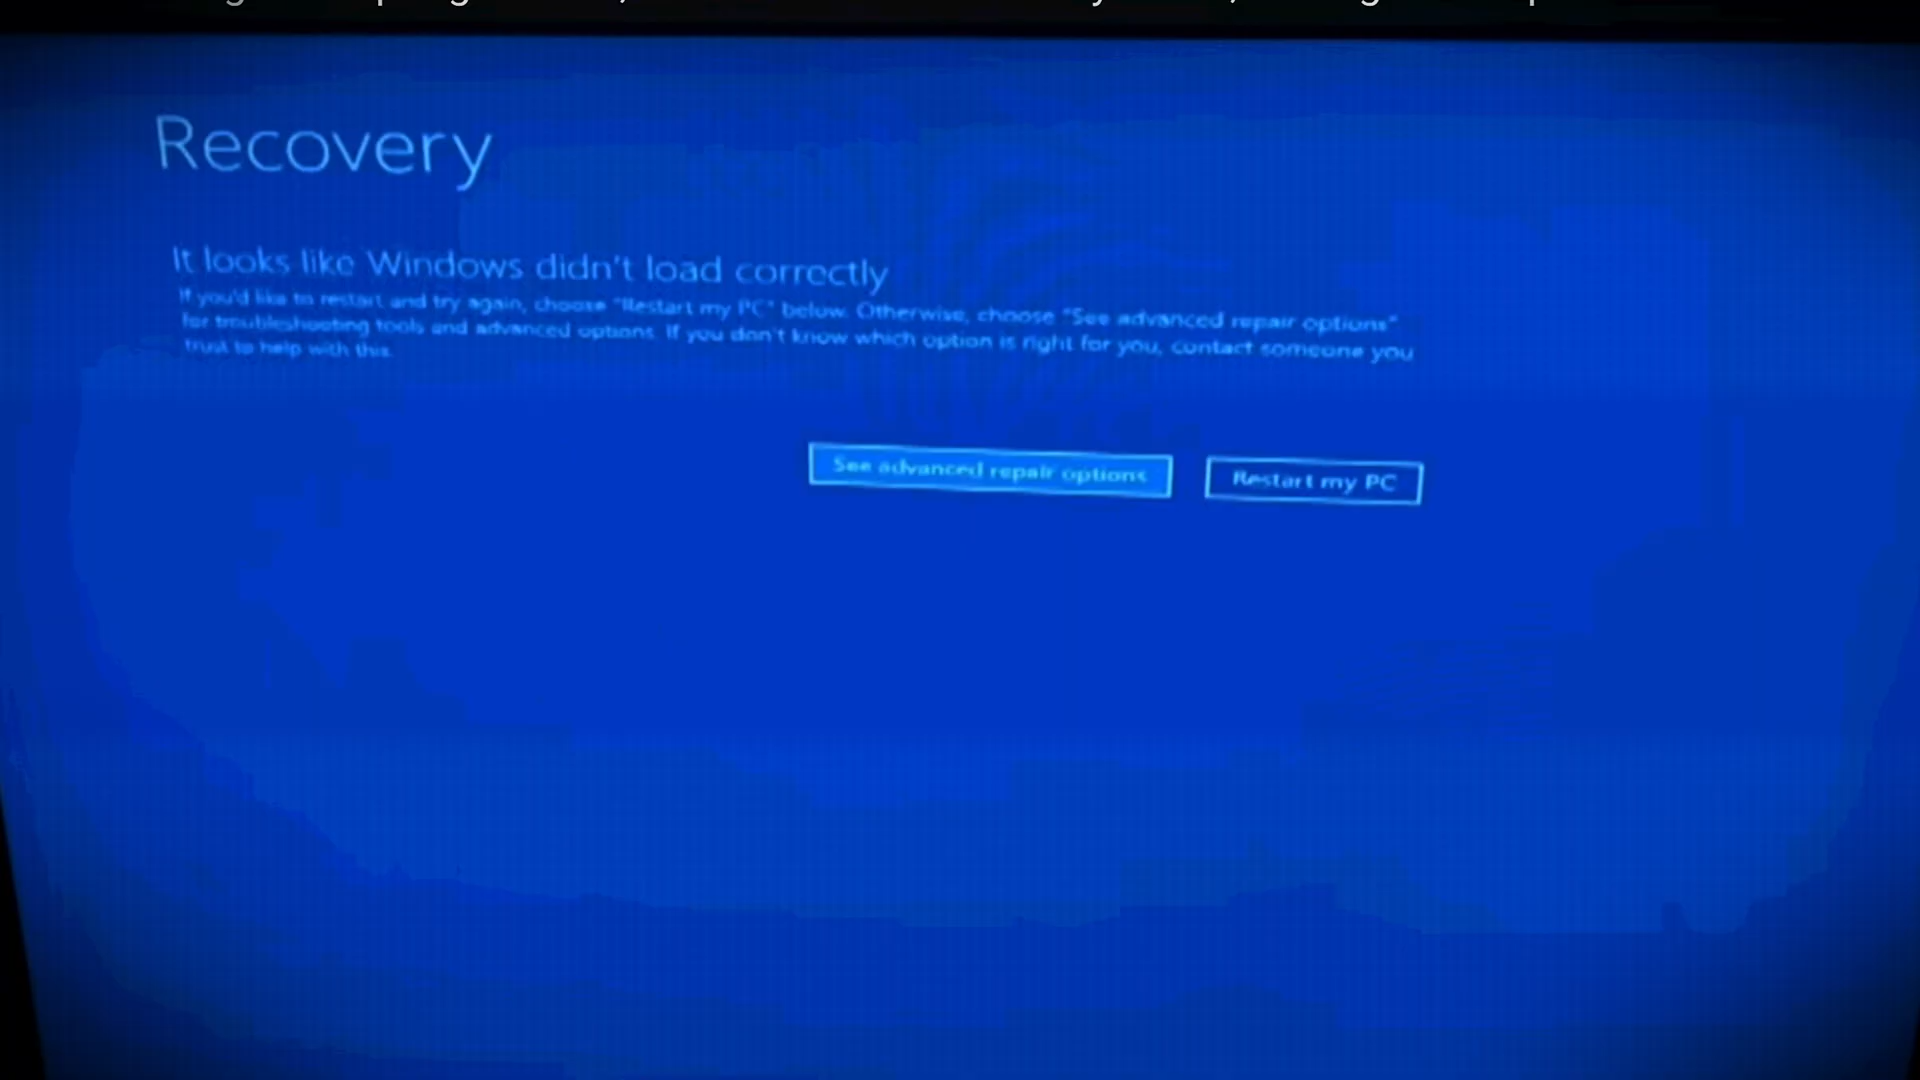 Recovery
It looks like Windows didn't load correctly
If you'd like to restart and try again, choose "Restart my PC" below. Otherwise, choose "See advanced repair options"
for troubleshooting tools and advanced options. If you don't know which option is right for you, contact someone you
trust to help with this.
See advanced repair options
Restart my PC